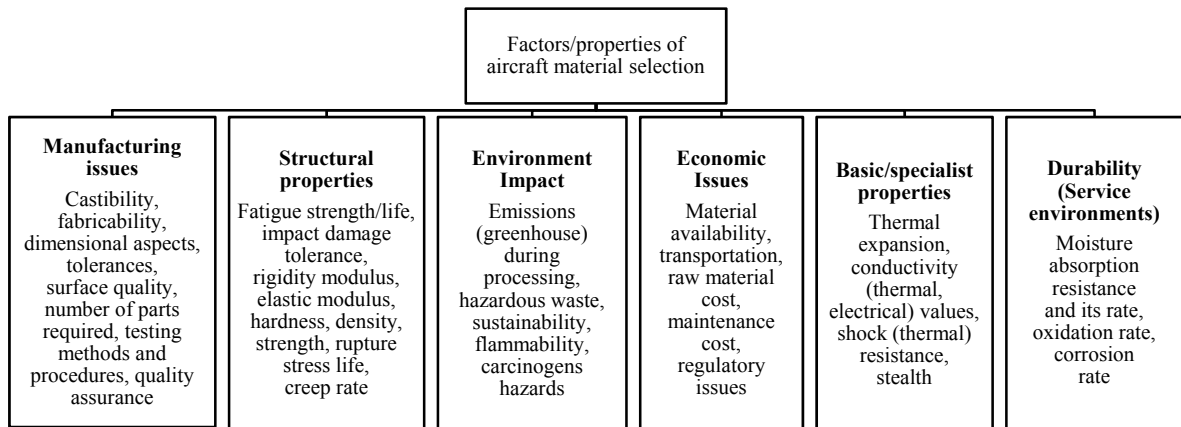 Factors/properties of
aircraft material selection
Manufacturing
issues
Castibility,
fabricability,
dimensional aspects,
tolerances,
surface quality,
number of parts
required, testing
methods and
procedures, quality
assurance
Structural
properties
Fatigue strength/life,
impact damage
tolerance,
rigidity modulus,
elastic modulus,
hardness, density,
strength, rupture
stress life,
creep rate
Environment
Impact
Emissions
(greenhouse)
during
processing,
hazardous waste,
sustainability,
flammability,
carcinogens
hazards
Economic
Issues
Material
availability,
transportation,
raw material
cost,
maintenance
cost,
regulatory
issues
Basic/specialist
properties
Thermal
expansion,
conductivity
(thermal,
electrical) values,
shock (thermal)
resistance,
stealth
Durability
(Service
environments)
Moisture
absorption
resistance
and its rate,
oxidation rate,
corrosion
rate